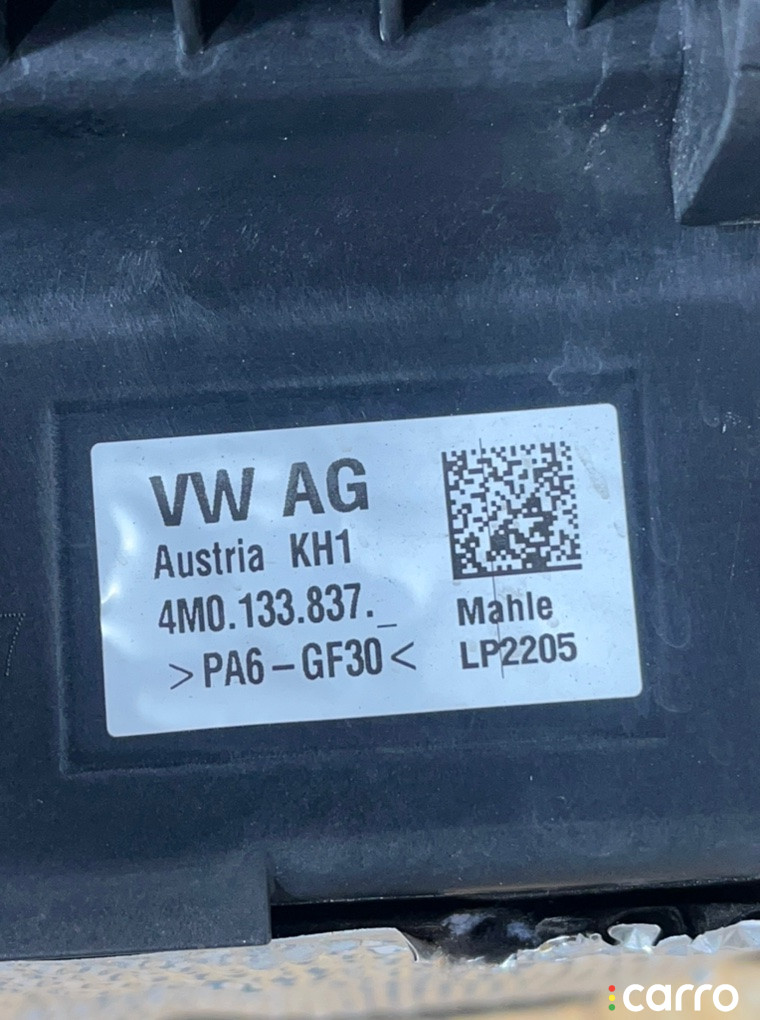 VW AG
Austria KH1
4M0.133.837._
>PA6-GF30<
Mahle
LP2205
carro